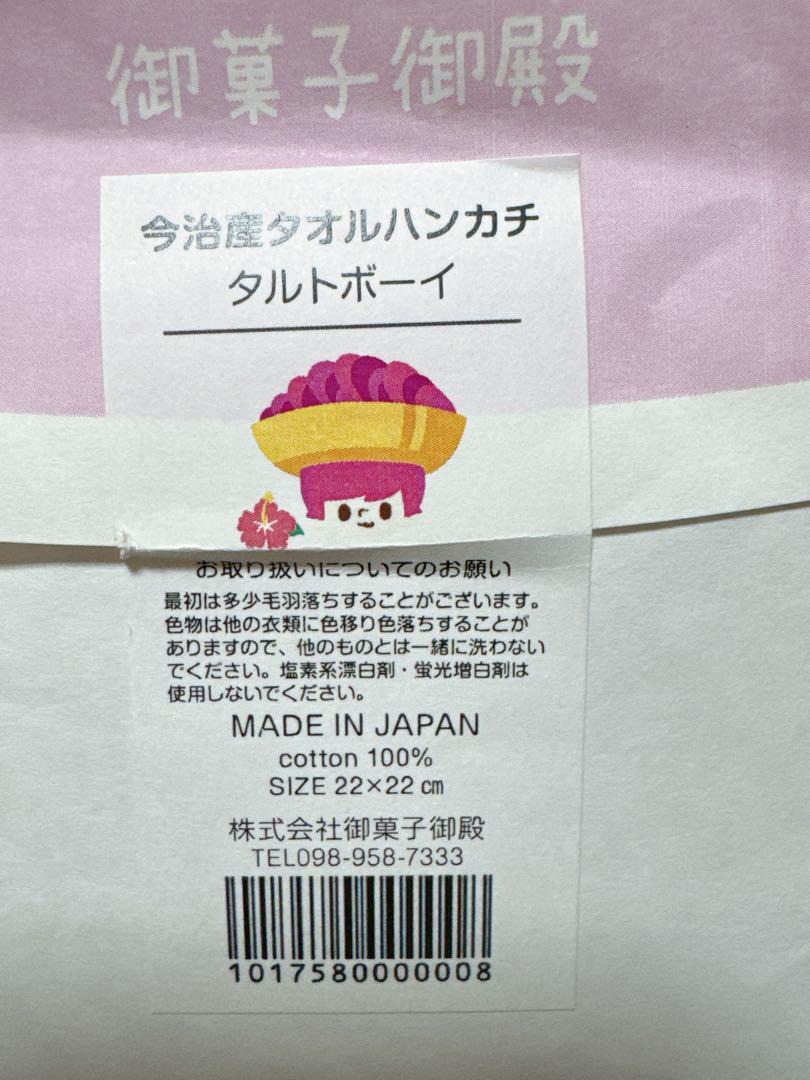 御菓子御殿
今治産タオルハンカチ
タルトボーイ
お取り扱いについてのお願い
最初は多少毛羽落ちすることがございます。
色物は他の衣類に色移り色落ちすることが
ありますので、他のものとは一緒に洗わない
でください。塩素系漂白剤・蛍光増白剤は
使用しないでください。
MADE IN JAPAN
cotton 100%
SIZE 22×22㎝
株式会社御菓子御殿
TEL098-958-7333
1017580000008